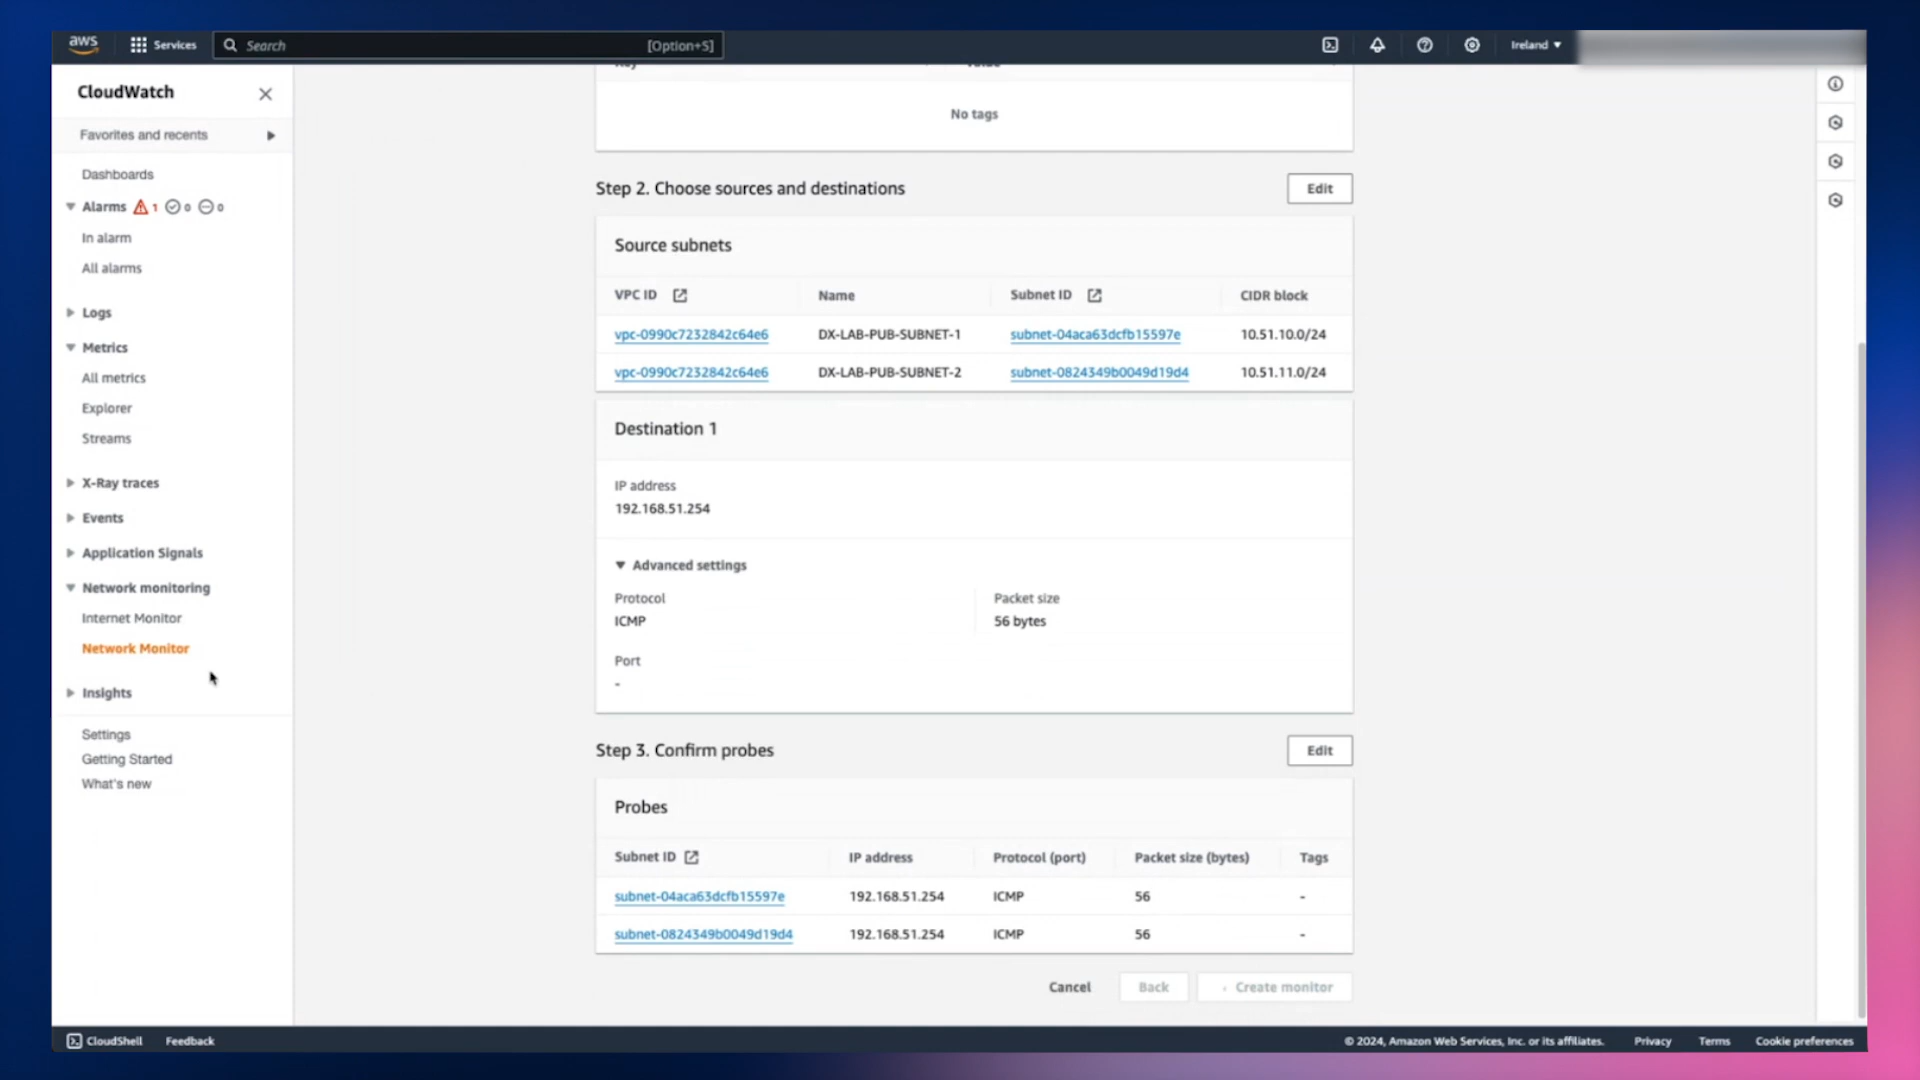 aws
Services
Search
[Option+S]
Ireland ▼
CloudWatch
Favorites and recents
Dashboards
Alarms 1 0 0
In alarm
All alarms
Logs
Metrics
All metrics
Explorer
Streams
X-Ray traces
Events
Application Signals
Network monitoring
Internet Monitor
Network Monitor
Insights
Settings
Getting Started
What's new
No tags
Step 2. Choose sources and destinations
Edit
Source subnets
VPC ID Name Subnet ID CIDR block
vpc-0990c7232842c64e6 DX-LAB-PUB-SUBNET-1 subnet-04aca63dcfb15597e 10.51.10.0/24
vpc-0990c7232842c64e6 DX-LAB-PUB-SUBNET-2 subnet-0824349b0049d19d4 10.51.11.0/24
Destination 1
IP address
192.168.51.254
Advanced settings
Protocol Packet size
ICMP 56 bytes
Port
-
Step 3. Confirm probes
Edit
Probes
Subnet ID IP address Protocol (port) Packet size (bytes) Tags
subnet-04aca63dcfb15597e 192.168.51.254 ICMP 56 -
subnet-0824349b0049d19d4 192.168.51.254 ICMP 56 -
Cancel Back Create monitor
CloudShell Feedback © 2024, Amazon Web Services, Inc. or its affiliates. Privacy Terms Cookie preferences